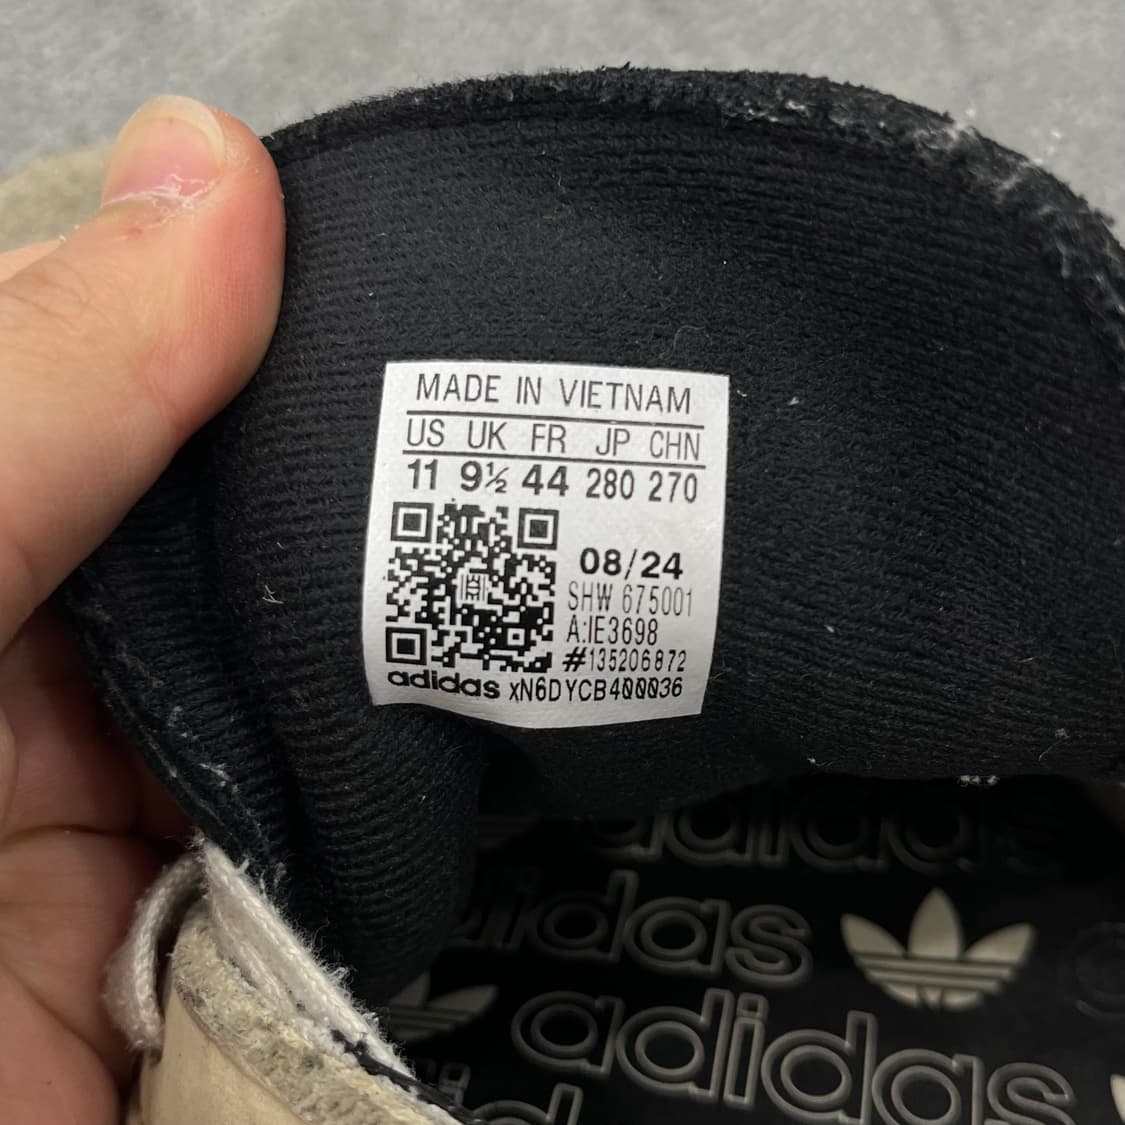 MADE IN VIETNAM
US UK FR JP CHN
11 9½ 44 280 270
08/24
SHW 675001
A:IE3698
#135206872
adidas xN6DYCB400036
adidas
adidas
adidas